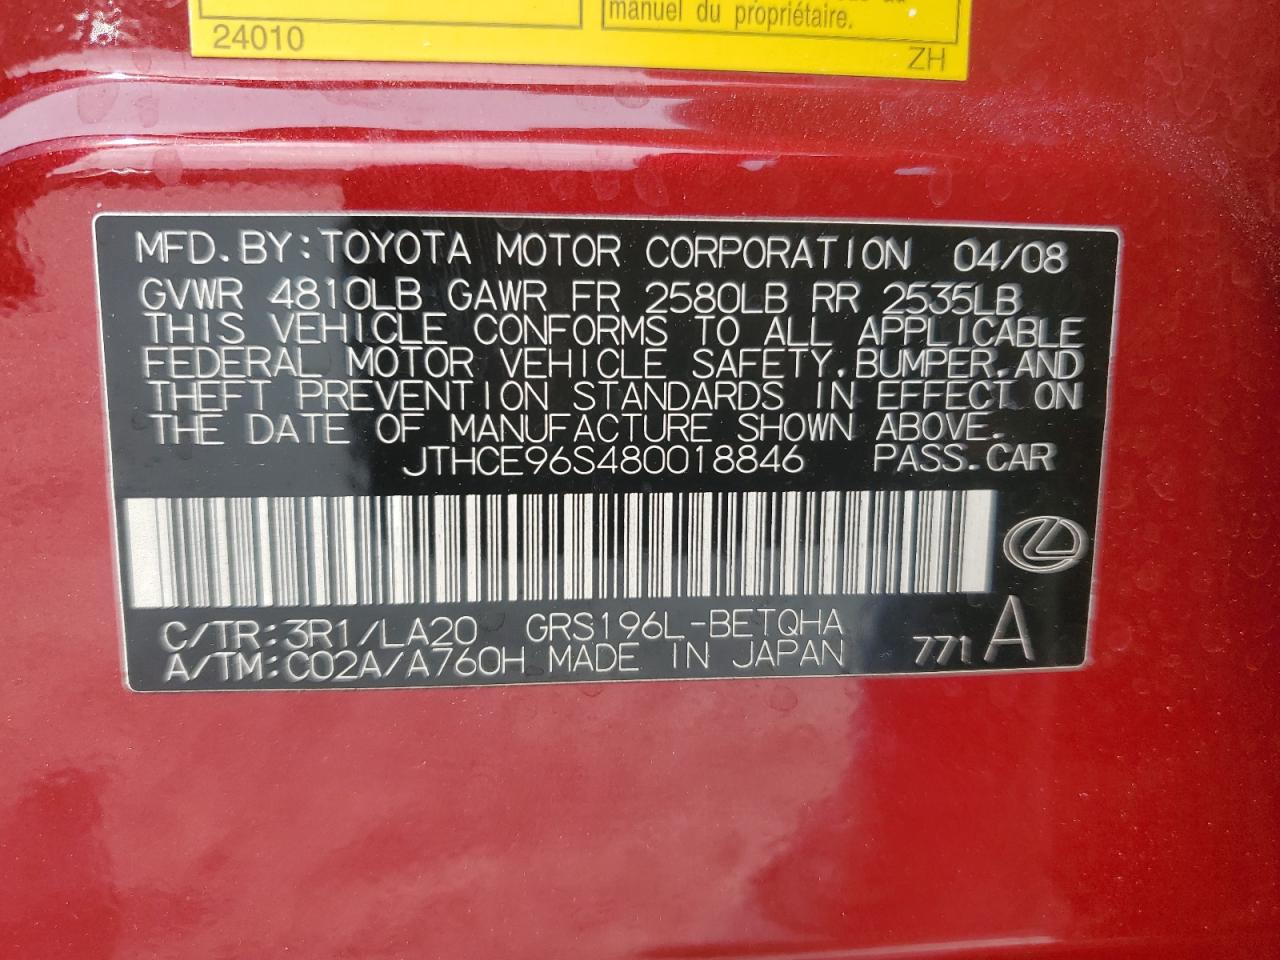 manuel du propriétaire.
24010
ZH
MFD.BY:TOYOTA MOTOR CORPORATION 04/08
GVWR 4810LB GAWR FR 2580LB RR 2535LB
THIS VEHICLE CONFORMS TO ALL APPLICABLE
FEDERAL MOTOR VEHICLE SAFETY,BUMPER,AND
THEFT PREVENTION STANDARDS IN EFFECT ON
THE DATE OF MANUFACTURE SHOWN ABOVE.
JTHCE96S480018846 PASS.CAR
C/TR:3R1/LA20 GRS196L-BETQHA
A/TM:C02A/A760H MADE IN JAPAN
771 A